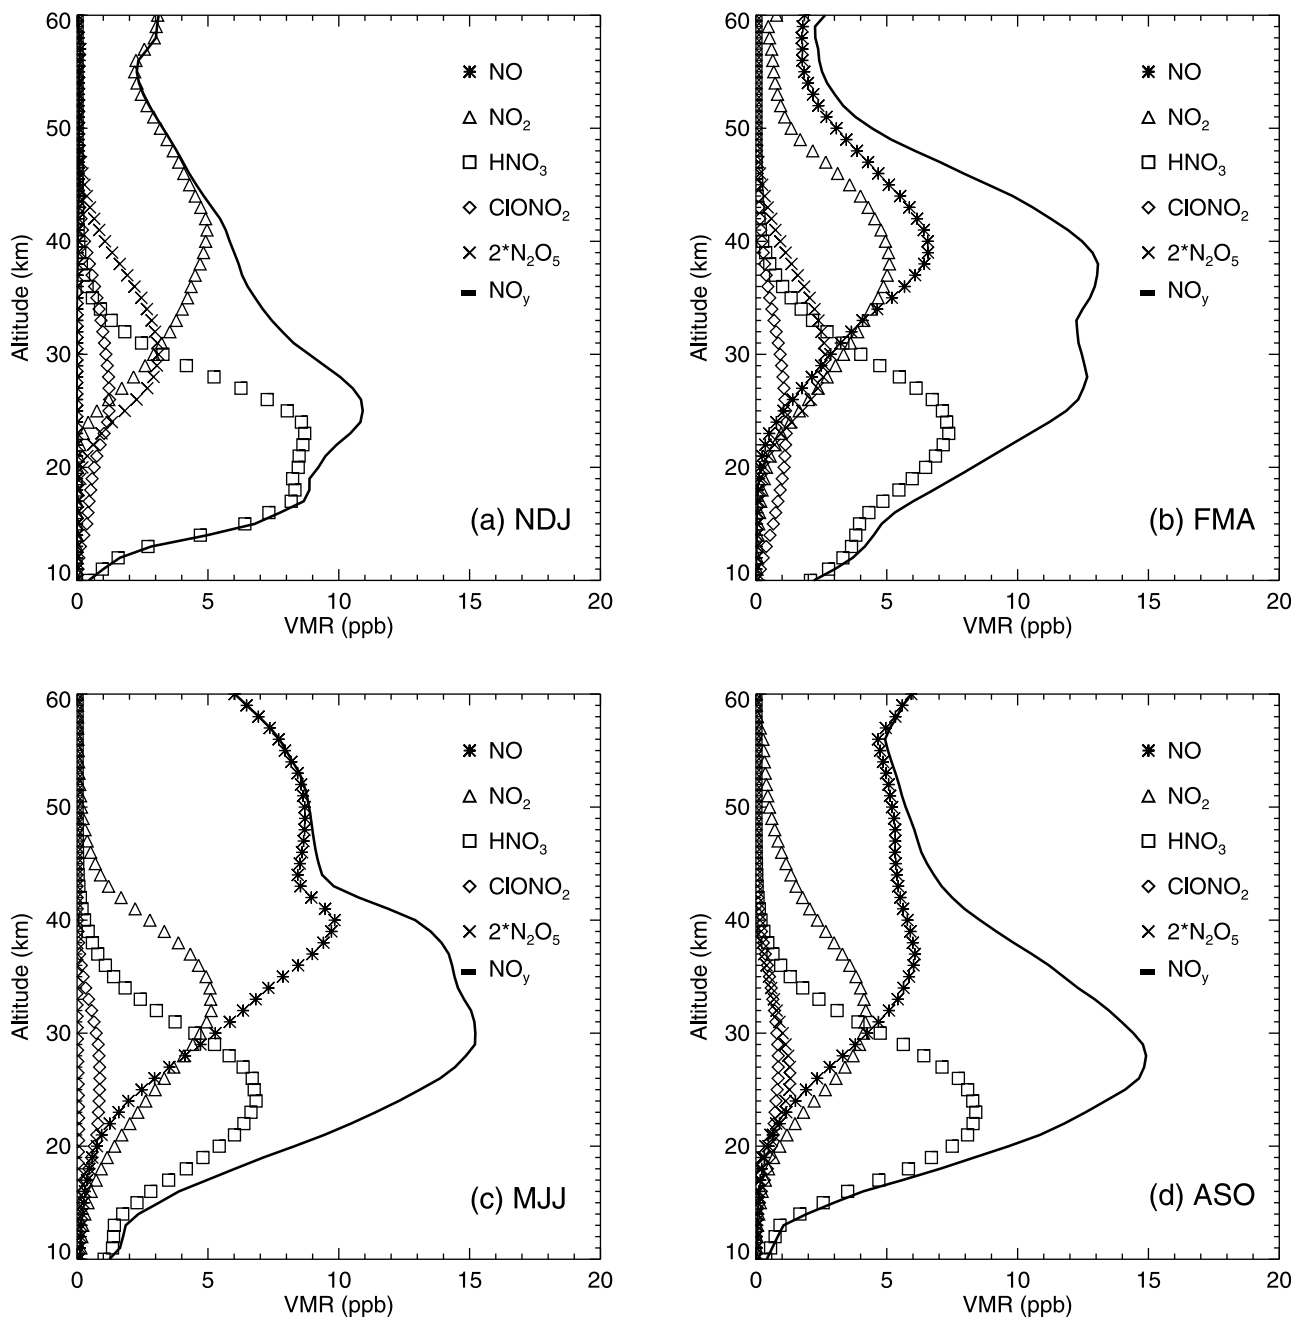 60
50
40
30
20
10
Altitude (km)
NO
NO2
HNO3
ClONO2
2*N2O5
NOy
(a) NDJ
0 5 10 15 20
VMR (ppb)
60
50
40
30
20
10
Altitude (km)
NO
NO2
HNO3
ClONO2
2*N2O5
NOy
(b) FMA
0 5 10 15 20
VMR (ppb)
60
50
40
30
20
10
Altitude (km)
NO
NO2
HNO3
ClONO2
2*N2O5
NOy
(c) MJJ
0 5 10 15 20
VMR (ppb)
60
50
40
30
20
10
Altitude (km)
NO
NO2
HNO3
ClONO2
2*N2O5
NOy
(d) ASO
0 5 10 15 20
VMR (ppb)